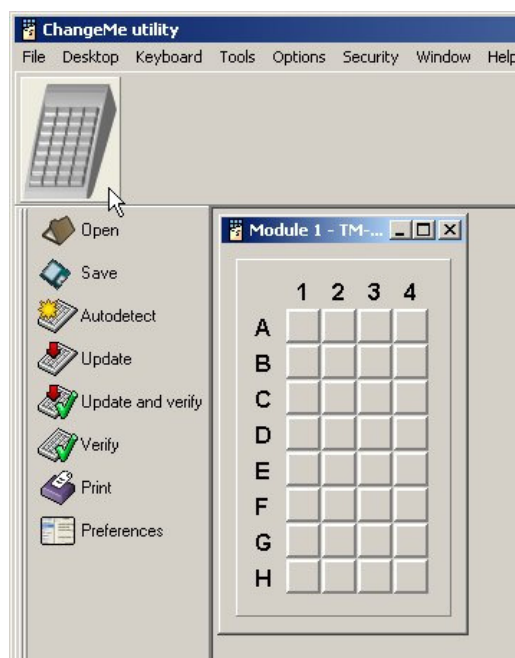 ChangeMe utility
File Desktop Keyboard Tools Options Security Window Help
Open
Save
Autodetect
Update
Update and verify
Verify
Print
Preferences
Module 1 - TM-...
1 2 3 4
A
B
C
D
E
F
G
H